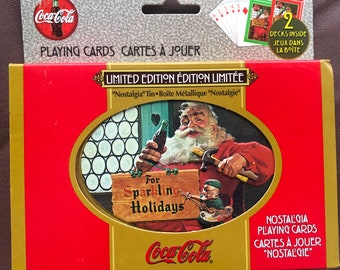 Coca-Cola
PLAYING CARDS CARTES À JOUER
2
DECKS INSIDE
JEUX DANS
LA BOÎTE
LIMITED EDITION ÉDITION LIMITÉE
"Nostalgia" Tin • Boîte Métallique "Nostalgie"
For
Sparkling
Holidays
Coca-Cola
NOSTALGIA
PLAYING CARDS
CARTES À JOUER
"NOSTALGIE"